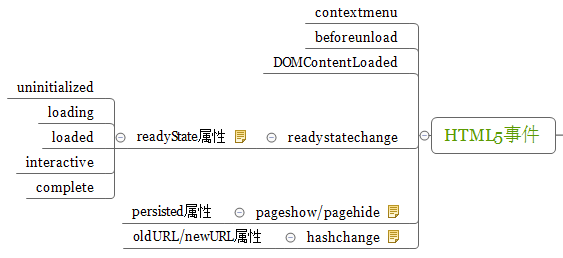 contextmenu
beforeunload
DOMContentLoaded
uninitialized
loading
loaded
interactive
complete
readyState属性
readystatechange
HTML5事件
persisted属性
pageshow/pagehide
oldURL/newURL属性
hashchange